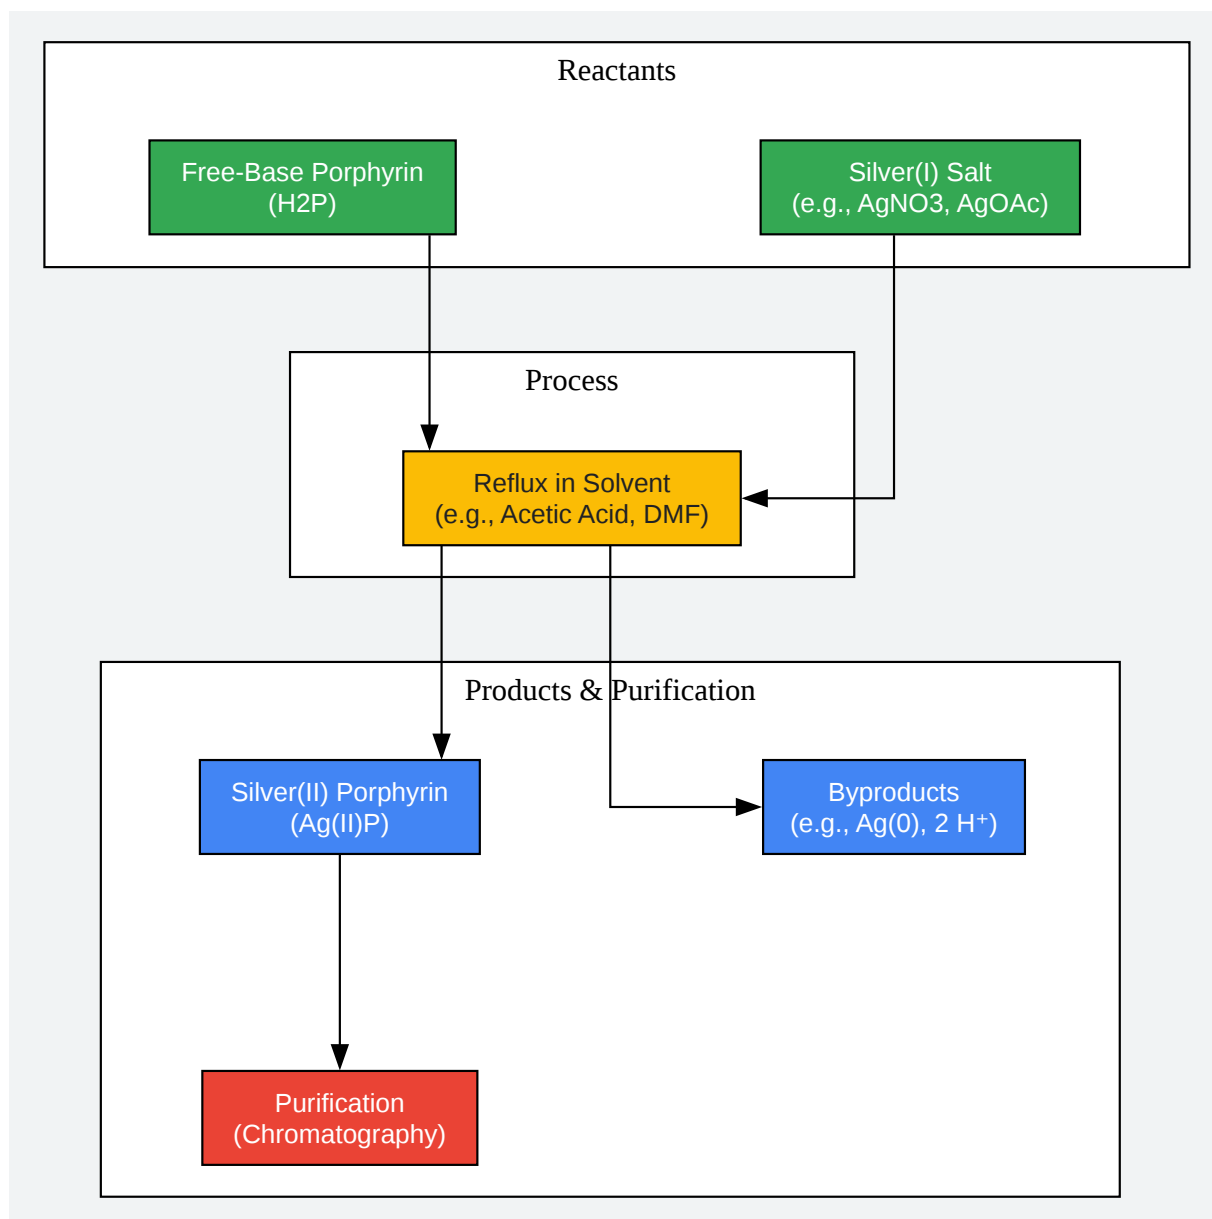 Reactants
Free-Base Porphyrin
(H2P)
Silver(I) Salt
(e.g., AgNO3, AgOAc)
Process
Reflux in Solvent
(e.g., Acetic Acid, DMF)
Products & Purification
Silver(II) Porphyrin
(Ag(II)P)
Byproducts
(e.g., Ag(0), 2 H⁺)
Purification
(Chromatography)